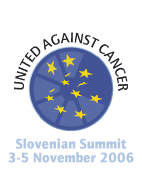 UNITED AGAINST CANCER
Slovenian Summit
3-5 November 2006